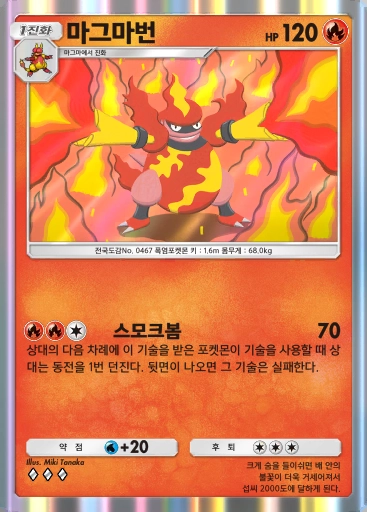 1진화
마그마번
HP 120
마그마에서 진화
전국도감No. 0467 폭염포켓몬 키 : 1.6m 몸무게 : 68.0kg
스모크봄 70
상대의 다음 차례에 이 기술을 받은 포켓몬이 기술을 사용할 때 상
대는 동전을 1번 던진다. 뒷면이 나오면 그 기술은 실패한다.
약 점 +20 후 퇴
Illus. Miki Tanaka
크게 숨을 들이쉬면 배 안의
불꽃이 더욱 거세어져서
섭씨 2000도에 달하게 된다.